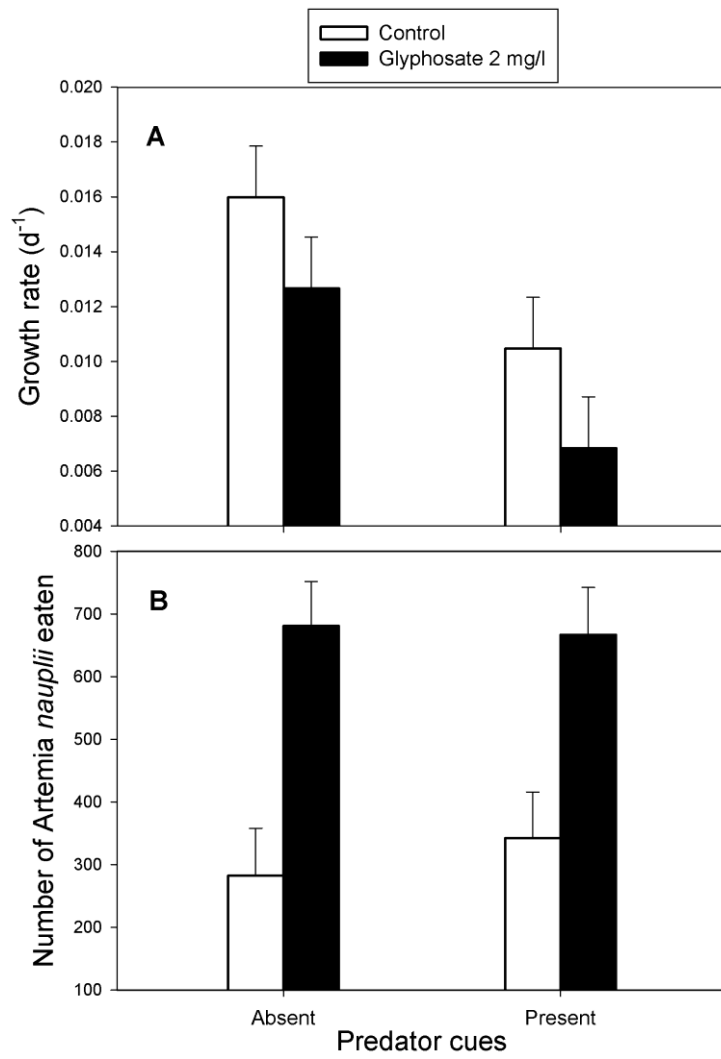 Control
Glyphosate 2 mg/l
A
Growth rate (d-1)
0.020
0.018
0.016
0.014
0.012
0.010
0.008
0.006
0.004
B
Number of Artemia nauplii eaten
800
700
600
500
400
300
200
100
Absent
Present
Predator cues